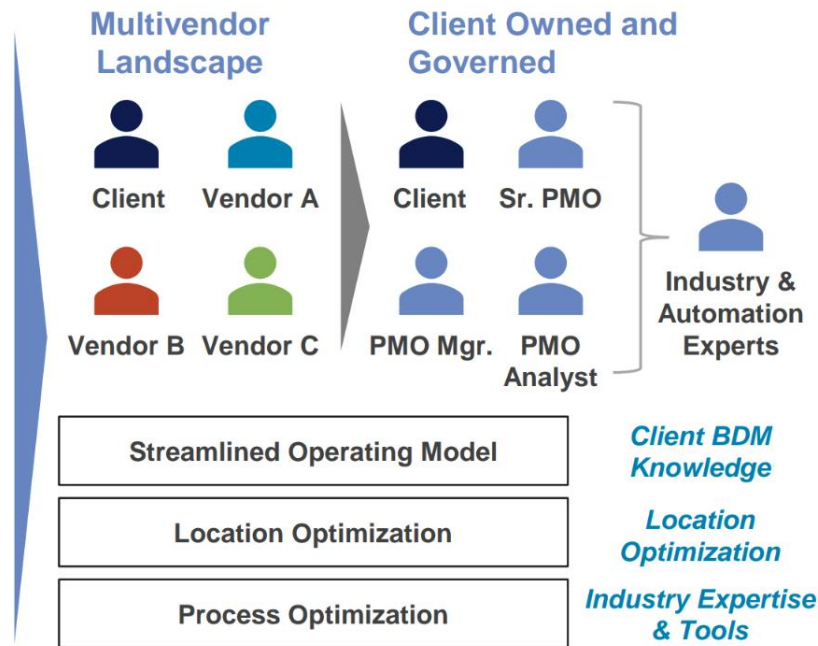 Multivendor
Landscape
Client Owned and
Governed
Client
Vendor A
Client
Sr. PMO
Vendor B
Vendor C
PMO Mgr.
PMO
Analyst
Industry &
Automation
Experts
Streamlined Operating Model
Client BDM
Knowledge
Location Optimization
Location
Optimization
Process Optimization
Industry Expertise
& Tools